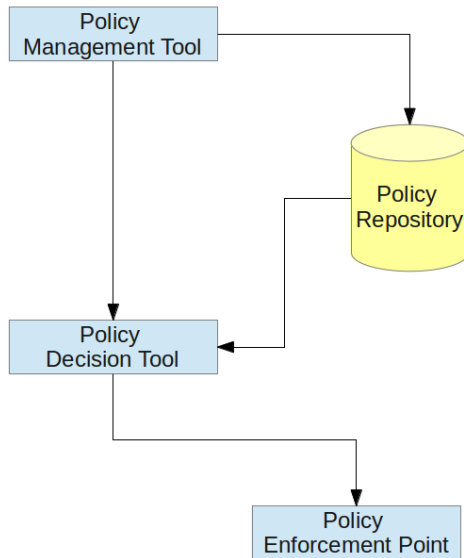 Policy
Management Tool
Policy
Repository
Policy
Decision Tool
Policy
Enforcement Point